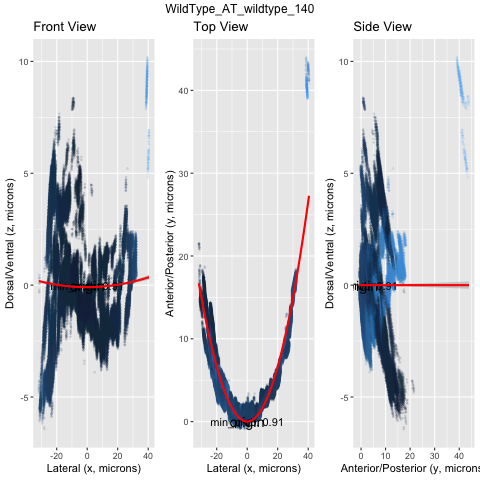 WildType_AT_wildtype_140
Front View
Top View
Side View
10
5
0
-5
-20
0
20
40
Lateral (x, microns)
Dorsal/Ventral (z, microns)
40
30
20
10
0
-20
0
20
40
Lateral (x, microns)
Anterior/Posterior (y, microns)
10
5
0
-5
0
10
20
30
40
Anterior/Posterior (y, microns
Dorsal/Ventral (z, microns)